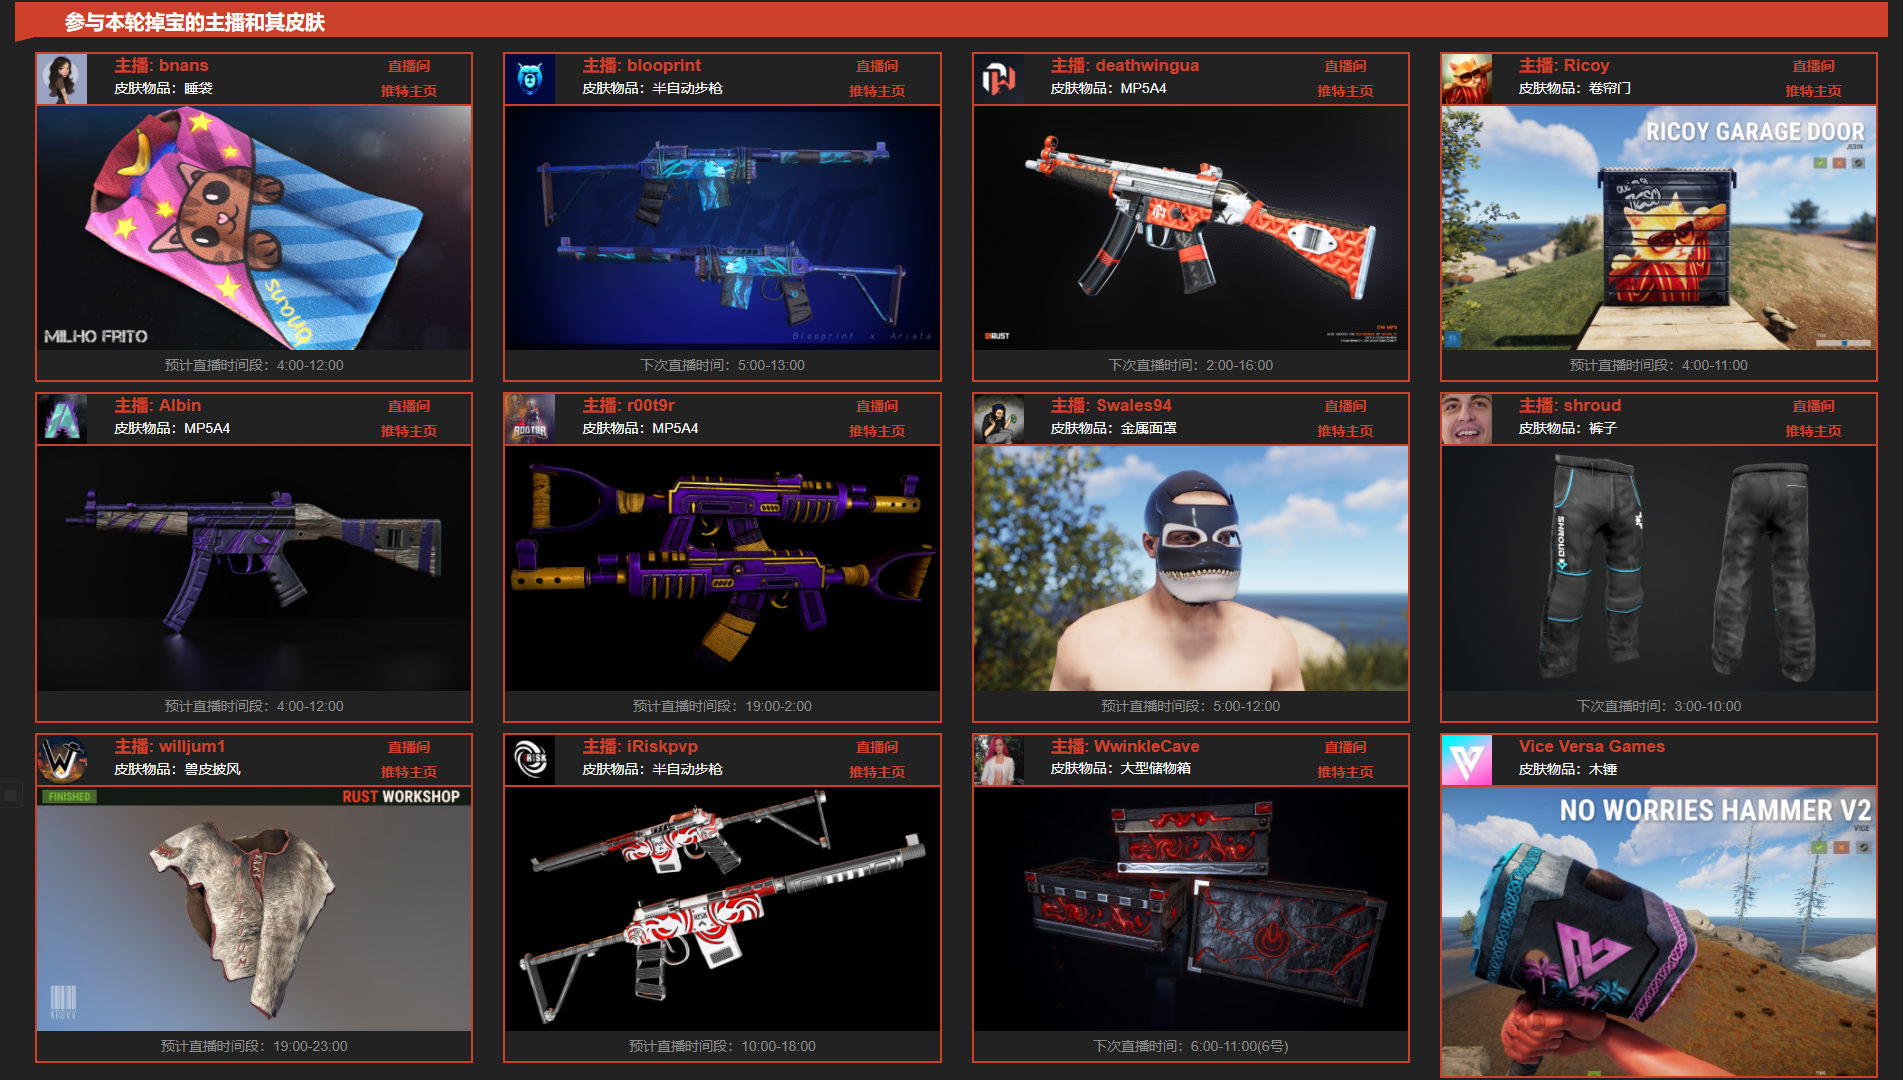 参与本轮掉宝的主播和其皮肤
主播: bnans
直播间
皮肤物品：睡袋
推特主页
MILHO FRITO
预计直播时间段：4:00-12:00
主播: blooprint
直播间
皮肤物品：半自动步枪
推特主页
Blooprint x Ariata
下次直播时间：5:00-13:00
主播: deathwingua
直播间
皮肤物品：MP5A4
推特主页
RUST
下次直播时间：2:00-16:00
主播: Ricoy
直播间
皮肤物品：卷帘门
推特主页
RICOY GARAGE DOOR
JESIN
预计直播时间段：4:00-11:00
主播: Albin
直播间
皮肤物品：MP5A4
推特主页
预计直播时间段：4:00-12:00
主播: r00t9r
直播间
皮肤物品：MP5A4
推特主页
ROOT9R
预计直播时间段：19:00-2:00
主播: Swales94
直播间
皮肤物品：金属面罩
推特主页
预计直播时间段：5:00-12:00
主播: shroud
直播间
皮肤物品：裤子
推特主页
SHROUD
下次直播时间：3:00-10:00
主播: willjum1
直播间
皮肤物品：兽皮披风
推特主页
FINISHED
RUST WORKSHOP
预计直播时间段：19:00-23:00
主播: iRiskpvp
直播间
皮肤物品：半自动步枪
推特主页
RISK
预计直播时间段：10:00-18:00
主播: WwinkleCave
直播间
皮肤物品：大型储物箱
推特主页
下次直播时间：6:00-11:00(6号)
Vice Versa Games
皮肤物品：木锤
NO WORRIES HAMMER V2
VICE